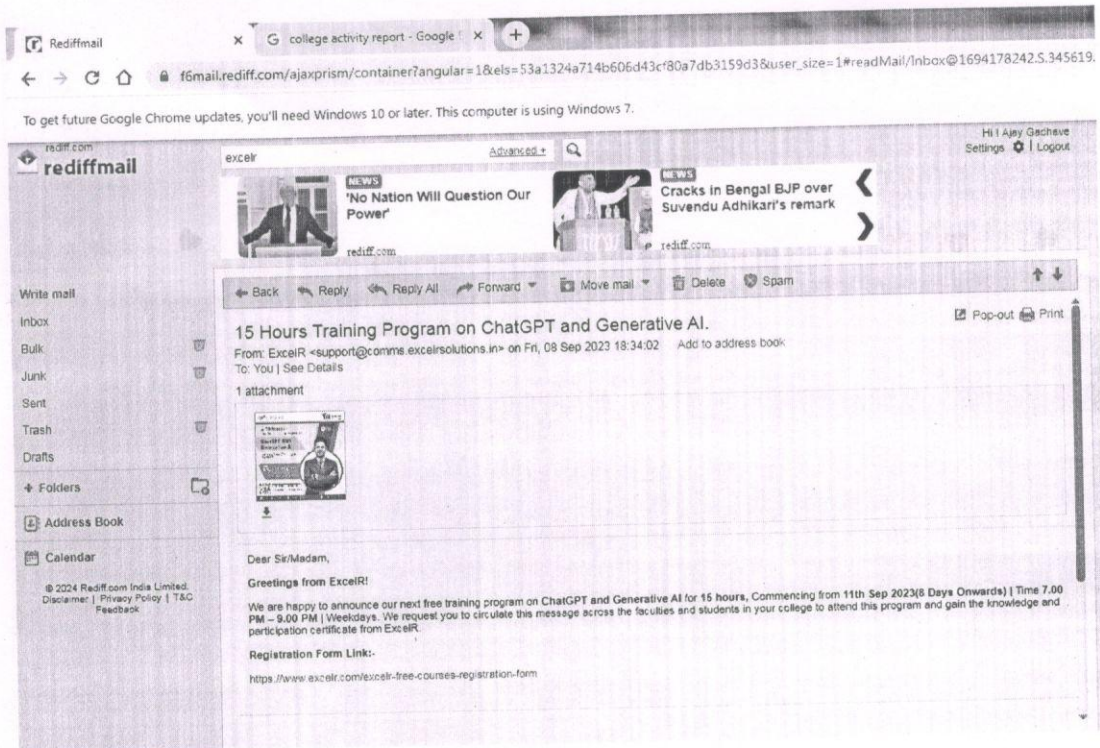 Rediffmail
college activity report - Google
f6mail.rediff.com/ajaxprism/container?angular=1&els=53a1324a714b606d43cf80a7db3159d3&user_size=1#readMail/Inbox@1694178242.S.345619.
To get future Google Chrome updates, you'll need Windows 10 or later. This computer is using Windows 7.
rediff.com
rediffmail
excelr
Advanced +
Hi ! Ajay Gachave
Settings | Logout
NEWS
'No Nation Will Question Our
Power'
rediff.com
NEWS
Cracks in Bengal BJP over
Suvendu Adhikari's remark
rediff.com
Write mail
Inbox
Bulk
Junk
Sent
Trash
Drafts
+ Folders
Address Book
Calendar
© 2024 Rediff.com India Limited.
Disclaimer | Privacy Policy | T&C
Feedback
Back Reply Reply All Forward Move mail Delete Spam
Pop-out Print
15 Hours Training Program on ChatGPT and Generative AI.
From: ExcelR <support@comms.excelrsolutions.in> on Fri, 08 Sep 2023 18:34:02 Add to address book
To: You | See Details
1 attachment
Dear Sir/Madam,
Greetings from ExcelR!
We are happy to announce our next free training program on ChatGPT and Generative AI for 15 hours, Commencing from 11th Sep 2023(8 Days Onwards) | Time 7.00
PM – 9.00 PM | Weekdays. We request you to circulate this message across the faculties and students in your college to attend this program and gain the knowledge and
participation certificate from ExcelR.
Registration Form Link:-
https://www.excelr.com/excelr-free-courses-registration-form